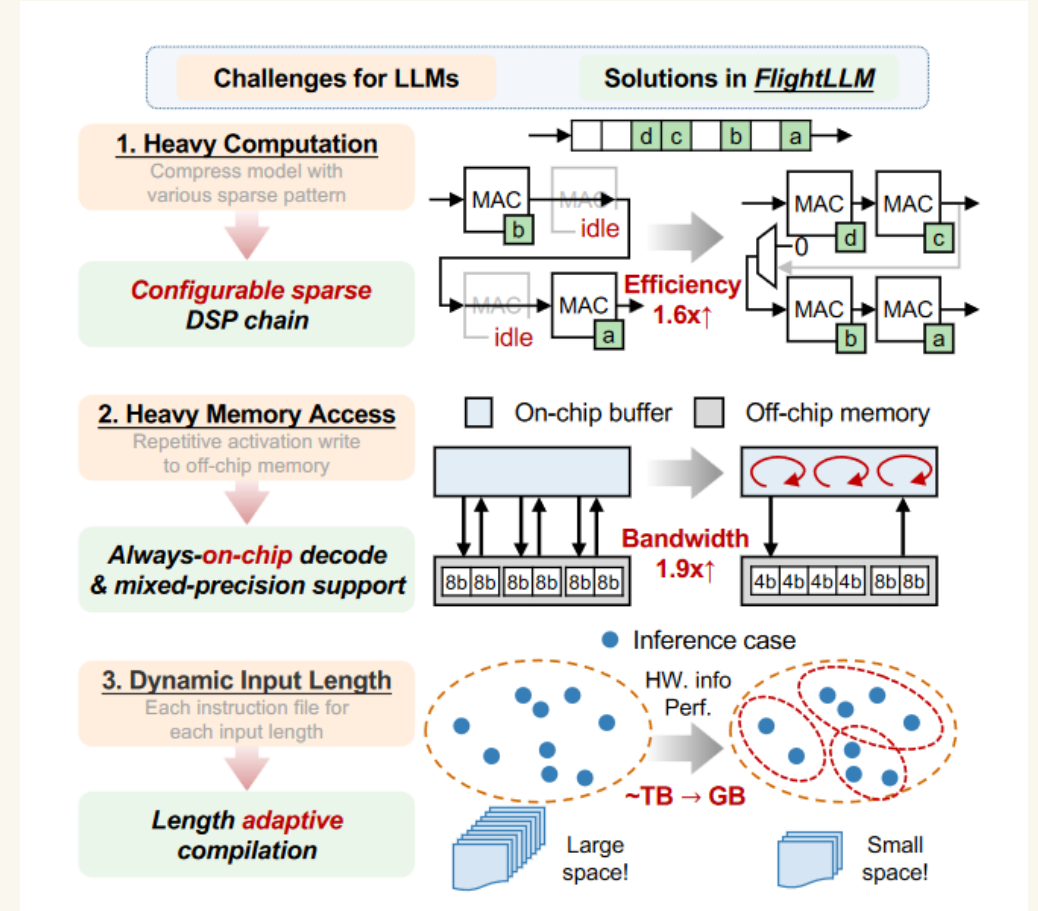 Challenges for LLMs
Solutions in FlightLLM
1. Heavy Computation
Compress model with
various sparse pattern
Configurable sparse
DSP chain
d c b a
MAC
b
MAC
idle
MAC
idle
MAC
a
Efficiency
1.6x↑
MAC
d
MAC
c
0
MAC
b
MAC
a
2. Heavy Memory Access
Repetitive activation write
to off-chip memory
Always-on-chip decode
& mixed-precision support
On-chip buffer
Off-chip memory
8b 8b 8b 8b 8b 8b
Bandwidth
1.9x↑
4b 4b 4b 4b 8b 8b
3. Dynamic Input Length
Each instruction file for
each input length
Length adaptive
compilation
Inference case
HW. info
Perf.
~TB → GB
Large
space!
Small
space!